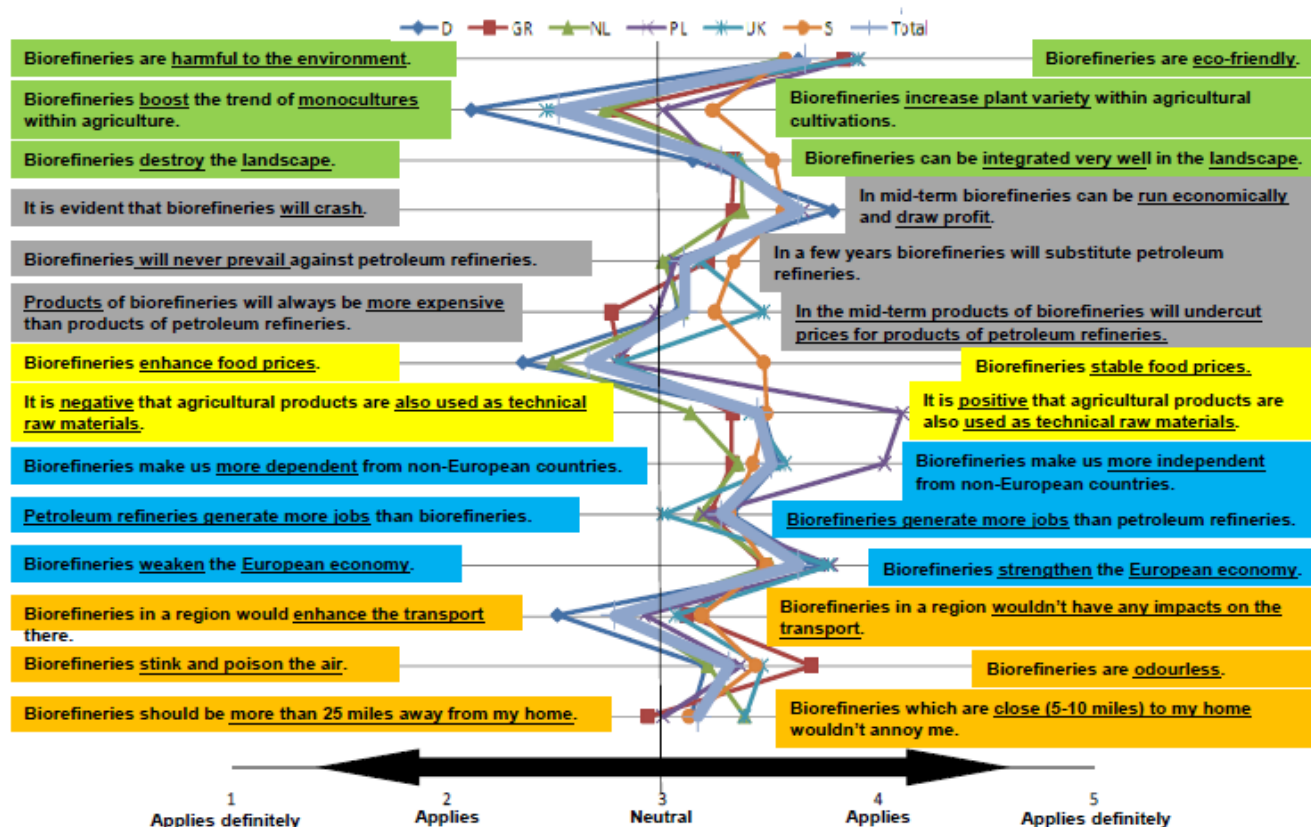 D GR NL PL UK S Total
Biorefineries are harmful to the environment.
Biorefineries are eco-friendly.
Biorefineries boost the trend of monocultures
within agriculture.
Biorefineries increase plant variety within agricultural
cultivations.
Biorefineries destroy the landscape.
Biorefineries can be integrated very well in the landscape.
It is evident that biorefineries will crash.
In mid-term biorefineries can be run economically
and draw profit.
Biorefineries will never prevail against petroleum refineries.
In a few years biorefineries will substitute petroleum
refineries.
Products of biorefineries will always be more expensive
than products of petroleum refineries.
In the mid-term products of biorefineries will undercut
prices for products of petroleum refineries.
Biorefineries enhance food prices.
Biorefineries stable food prices.
It is negative that agricultural products are also used as technical
raw materials.
It is positive that agricultural products are
also used as technical raw materials.
Biorefineries make us more dependent from non-European countries.
Biorefineries make us more independent
from non-European countries.
Petroleum refineries generate more jobs than biorefineries.
Biorefineries generate more jobs than petroleum refineries.
Biorefineries weaken the European economy.
Biorefineries strengthen the European economy.
Biorefineries in a region would enhance the transport
there.
Biorefineries in a region wouldn't have any impacts on the
transport.
Biorefineries stink and poison the air.
Biorefineries are odourless.
Biorefineries should be more than 25 miles away from my home.
Biorefineries which are close (5-10 miles) to my home
wouldn't annoy me.
1 2 3 4 5
Applies definitely Applies Neutral Applies Applies definitely